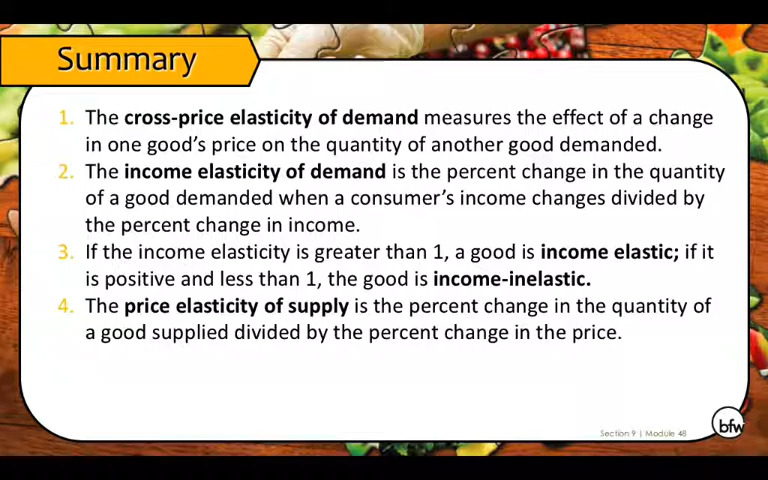 Summary
1. The cross-price elasticity of demand measures the effect of a change
in one good's price on the quantity of another good demanded.
2. The income elasticity of demand is the percent change in the quantity
of a good demanded when a consumer's income changes divided by
the percent change in income.
3. If the income elasticity is greater than 1, a good is income elastic; if it
is positive and less than 1, the good is income-inelastic.
4. The price elasticity of supply is the percent change in the quantity of
a good supplied divided by the percent change in the price.
Section 9 | Module 48
bfw